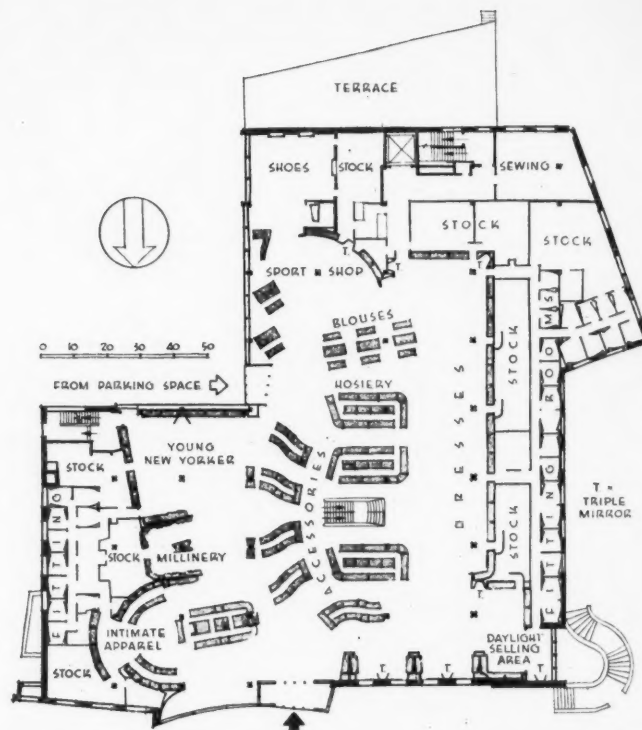 TERRACE
SHOES
STOCK
SEWING
STOCK
STOCK
SPORT SHOP
T.
T.
T.
BLOUSES
0 10 20 30 40 50
FROM PARKING SPACE
HOSIERY
STOCK
FITTING ROOMS
DRESSES
YOUNG
NEW YORKER
STOCK
ACCESSORIES
T =
TRIPLE
MIRROR
FITTING
STOCK
MILLINERY
STOCK
T.
INTIMATE
APPAREL
DAYLIGHT
SELLING
AREA
STOCK
T.
T.
T.